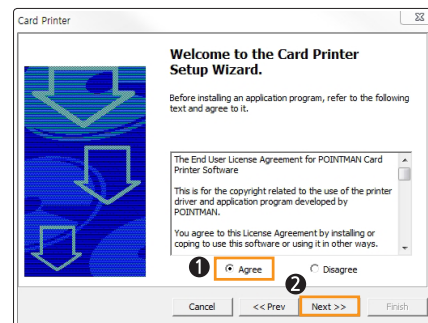 Card Printer
Welcome to the Card Printer
Setup Wizard.
Before installing an application program, refer to the following
text and agree to it.
The End User License Agreement for POINTMAN Card
Printer Software
This is for the copyright related to the use of the printer
driver and application program developed by
POINTMAN.
You agree to this License Agreement by installing or
coping to use this software or using it in other ways.
1 Agree Disagree
2
Cancel << Prev Next >> Finish